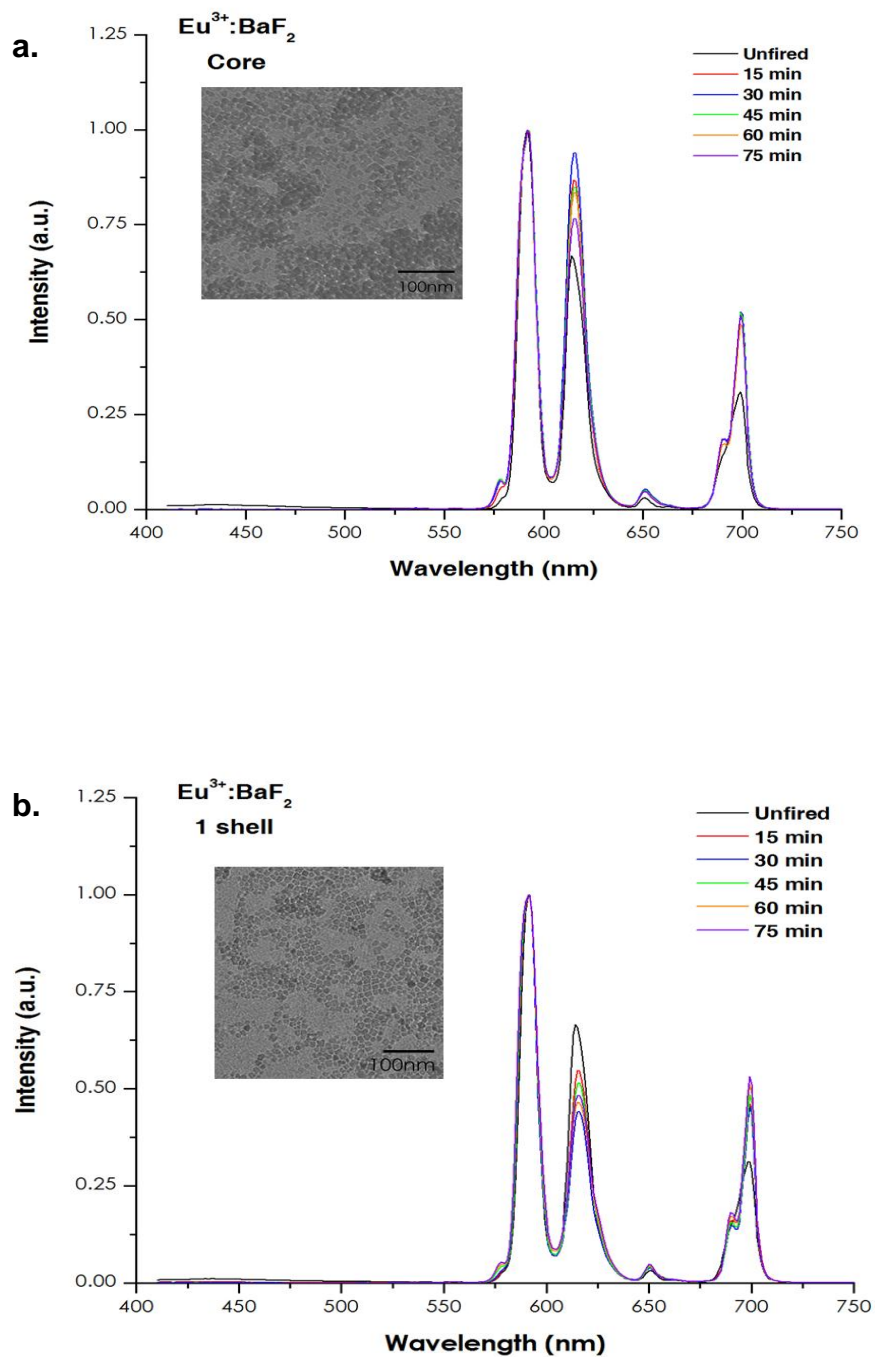 a.
Eu³⁺:BaF₂
Core
Unfired
15 min
30 min
45 min
60 min
75 min
100nm
1.25
1.00
0.75
0.50
0.25
0.00
Intensity (a.u.)
400 450 500 550 600 650 700 750
Wavelength (nm)
b.
Eu³⁺:BaF₂
1 shell
Unfired
15 min
30 min
45 min
60 min
75 min
100nm
1.25
1.00
0.75
0.50
0.25
0.00
Intensity (a.u.)
400 450 500 550 600 650 700 750 850
Wavelength (nm)